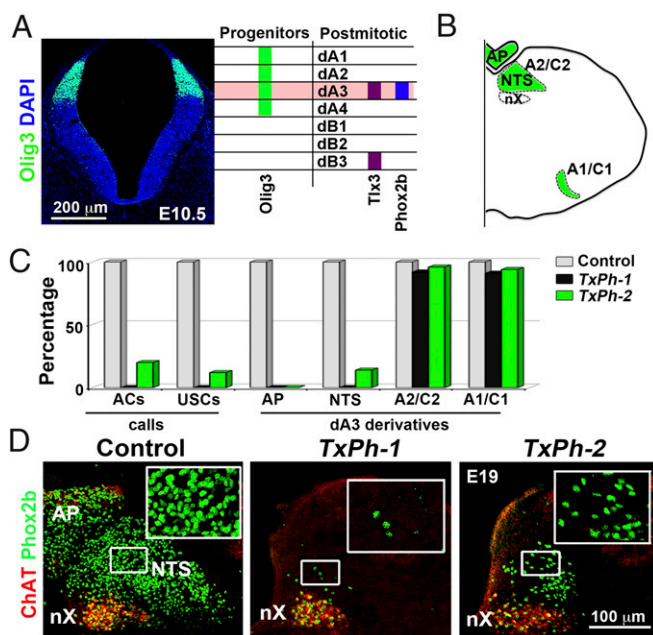 A
Olig3 DAPI
E10.5
200 µm
Progenitors
Postmitotic
dA1
dA2
dA3
dA4
dB1
dB2
dB3
Olig3
Tlx3
Phox2b
B
AP
A2/C2
NTS
nX
A1/C1
C
Percentage
100
50
0
Control
TxPh-1
TxPh-2
ACs
USCs
AP
NTS
A2/C2
A1/C1
calls
dA3 derivatives
D
Control
TxPh-1
TxPh-2
ChAT Phox2b
AP
NTS
nX
nX
E19
nX
100 µm